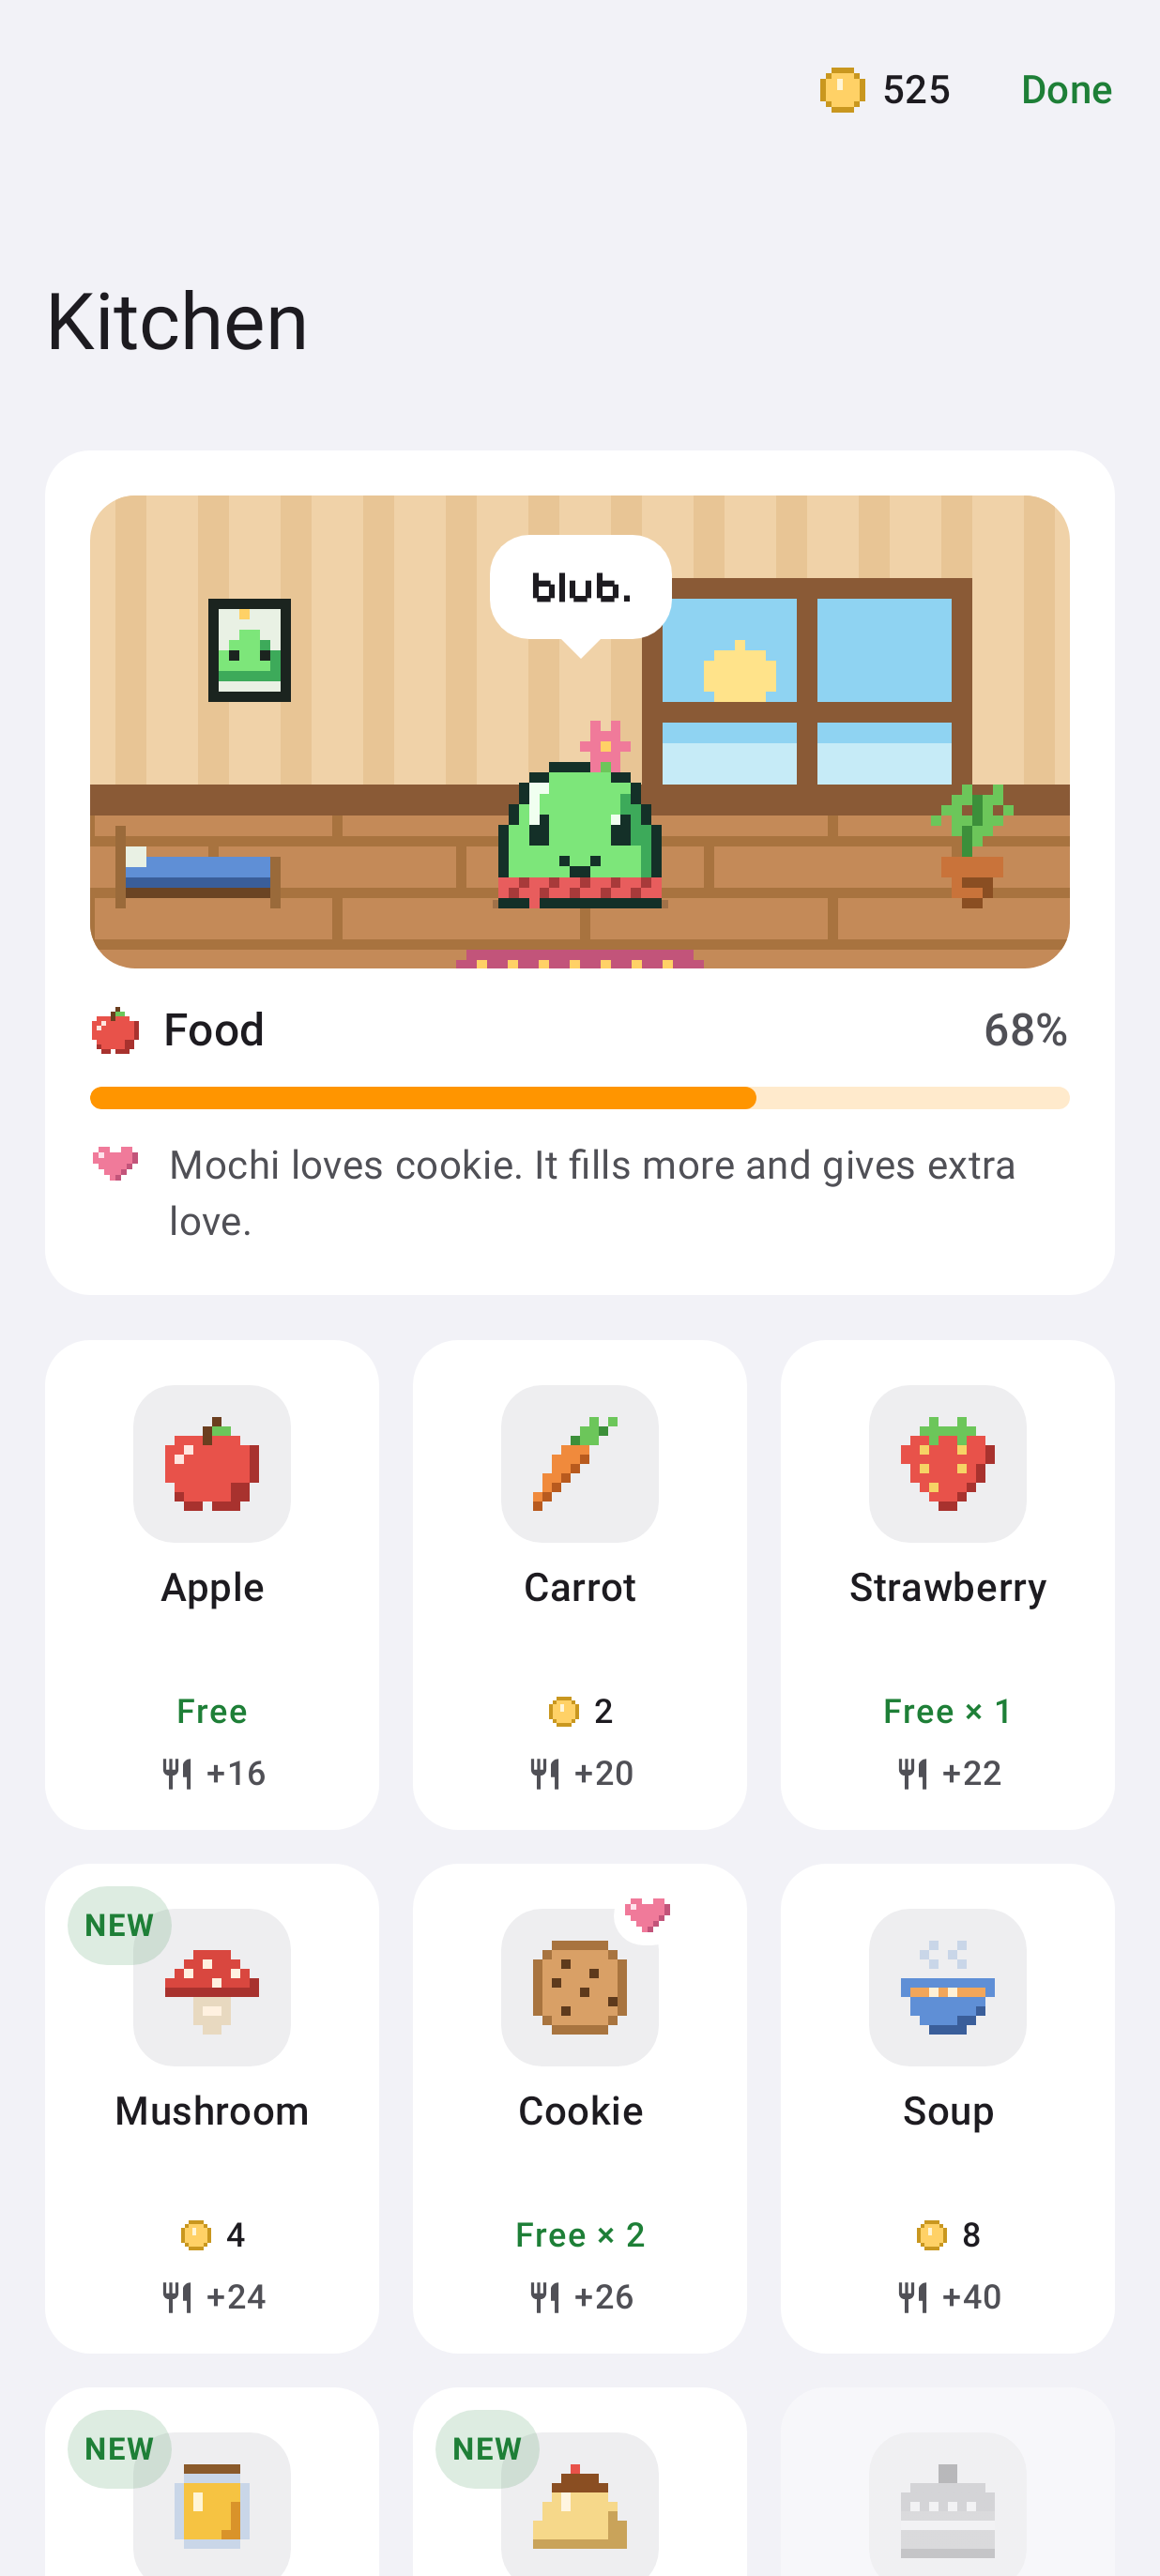 525 Done
Kitchen
blub.
Food 68%
Mochi loves cookie. It fills more and gives extra
love.
Apple
Free
+16
Carrot
2
+20
Strawberry
Free × 1
+22
NEW
Mushroom
4
+24
Cookie
Free × 2
+26
Soup
8
+40
NEW
NEW